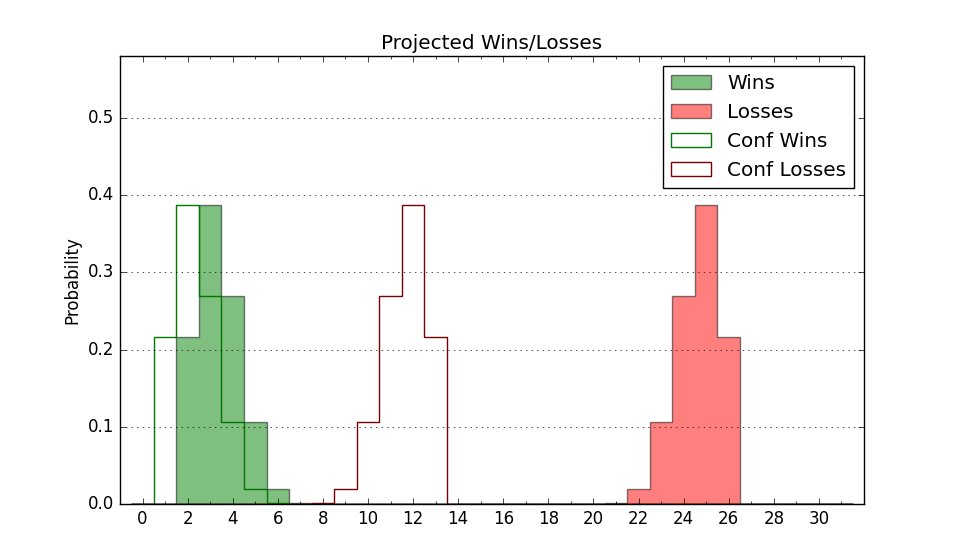 Projected Wins/Losses
Wins
Losses
Conf Wins
Conf Losses
Probability
0.5
0.4
0.3
0.2
0.1
0.0
0 2 4 6 8 10 12 14 16 18 20 22 24 26 28 30